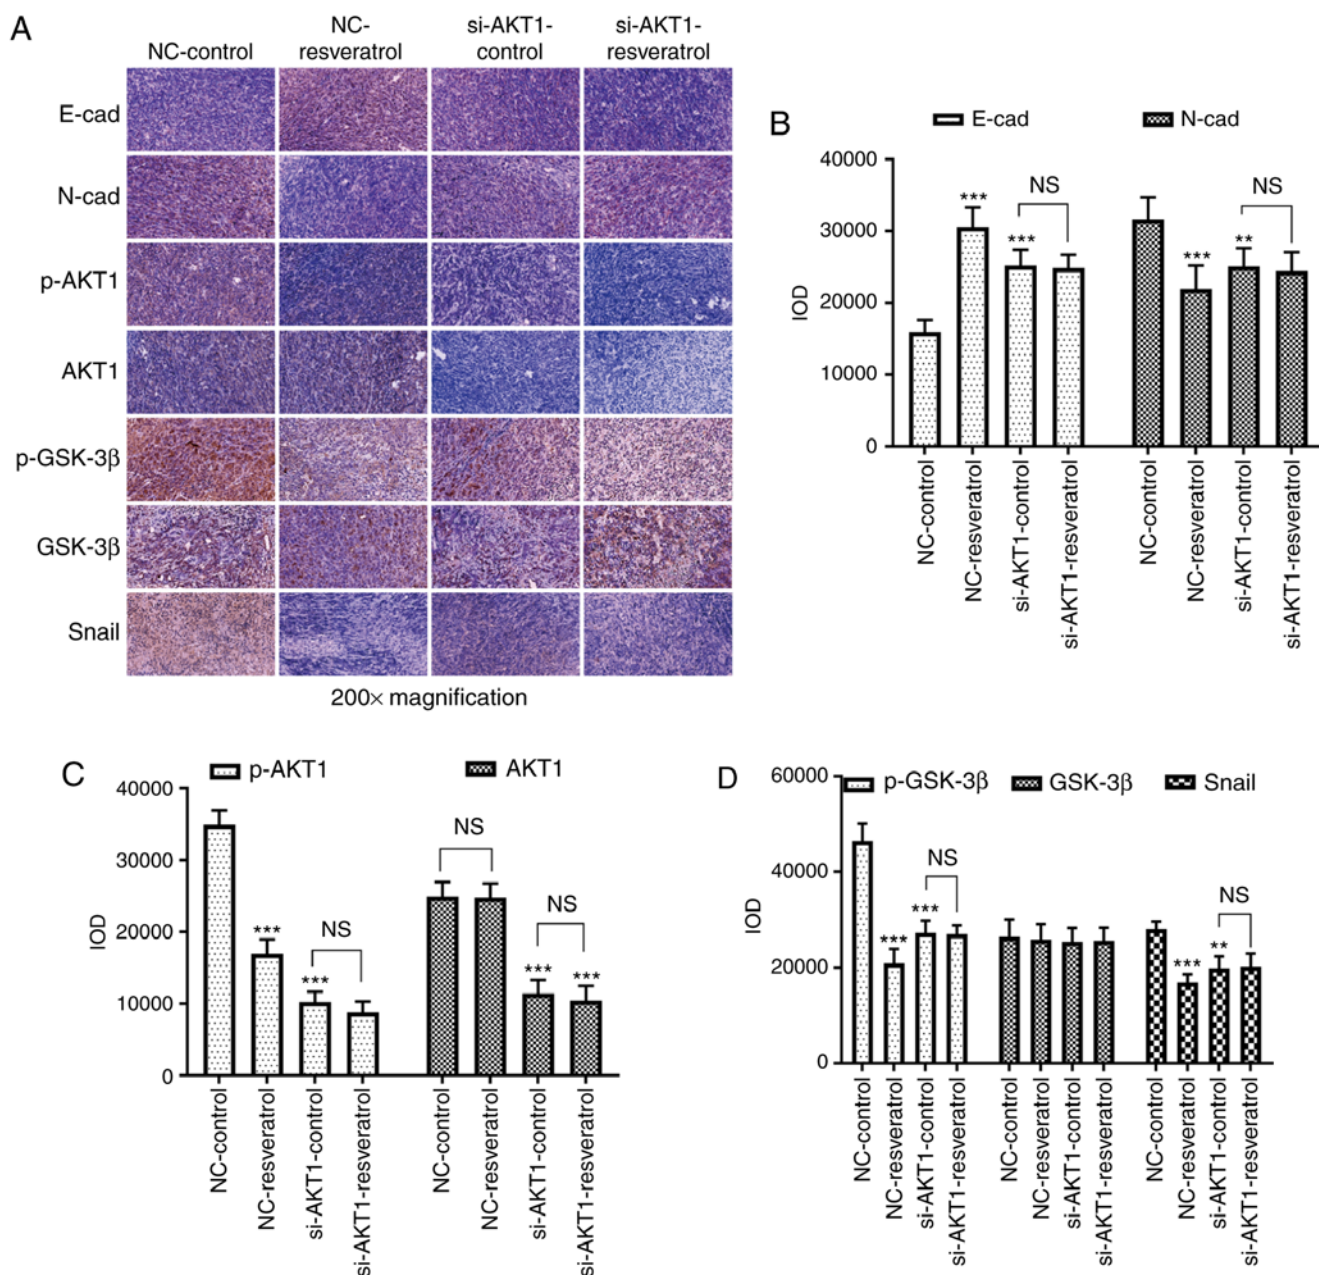 A
NC-control
NC-
resveratrol
si-AKT1-
control
si-AKT1-
resveratrol
E-cad
N-cad
p-AKT1
AKT1
p-GSK-3β
GSK-3β
Snail
200× magnification
B
E-cad
N-cad
IOD
40000
30000
20000
10000
0
***
***
NS
***
**
NS
NC-control
NC-resveratrol
si-AKT1-control
si-AKT1-resveratrol
NC-control
NC-resveratrol
si-AKT1-control
si-AKT1-resveratrol
C
p-AKT1
AKT1
IOD
40000
30000
20000
10000
0
***
***
NS
NS
***
***
NS
NC-control
NC-resveratrol
si-AKT1-control
si-AKT1-resveratrol
NC-control
NC-resveratrol
si-AKT1-control
si-AKT1-resveratrol
D
p-GSK-3β
GSK-3β
Snail
IOD
60000
40000
20000
0
***
***
NS
***
**
NS
NC-control
NC-resveratrol
si-AKT1-control
si-AKT1-resveratrol
NC-control
NC-resveratrol
si-AKT1-control
si-AKT1-resveratrol
NC-control
NC-resveratrol
si-AKT1-control
si-AKT1-resveratrol